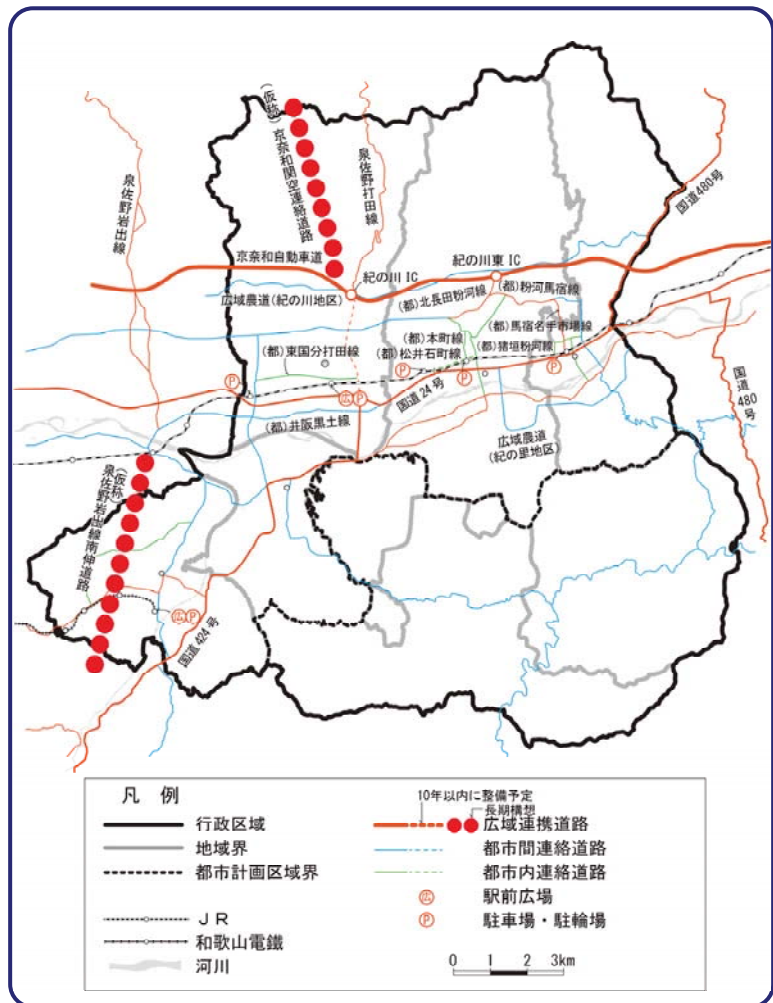 (仮称)京奈和関空連絡道路
泉佐野打田線
泉佐野岩出線
国道480号
京奈和自動車道
紀の川 IC
紀の川東 IC
広域農道(紀の川地区)
(都)北長田粉河線
(都)粉河馬宿線
(都)馬宿名手市場線
(都)本町線
(都)猪垣粉河線
(都)東国分打田線
(都)松井石町線
Ⓟ
Ⓟ
Ⓟ
Ⓟ
広
Ⓟ
国道24号
国道480号
(都)井阪黒土線
広域農道
(紀の里地区)
(仮称)
泉佐野岩出線南伸道路
広
Ⓟ
国道424号
凡 例
行政区域
地域界
都市計画区域界
JR
和歌山電鐵
河川
10年以内に整備予定
長期構想
広域連携道路
都市間連絡道路
都市内連絡道路
広 駅前広場
Ⓟ 駐車場・駐輪場
0 1 2 3km